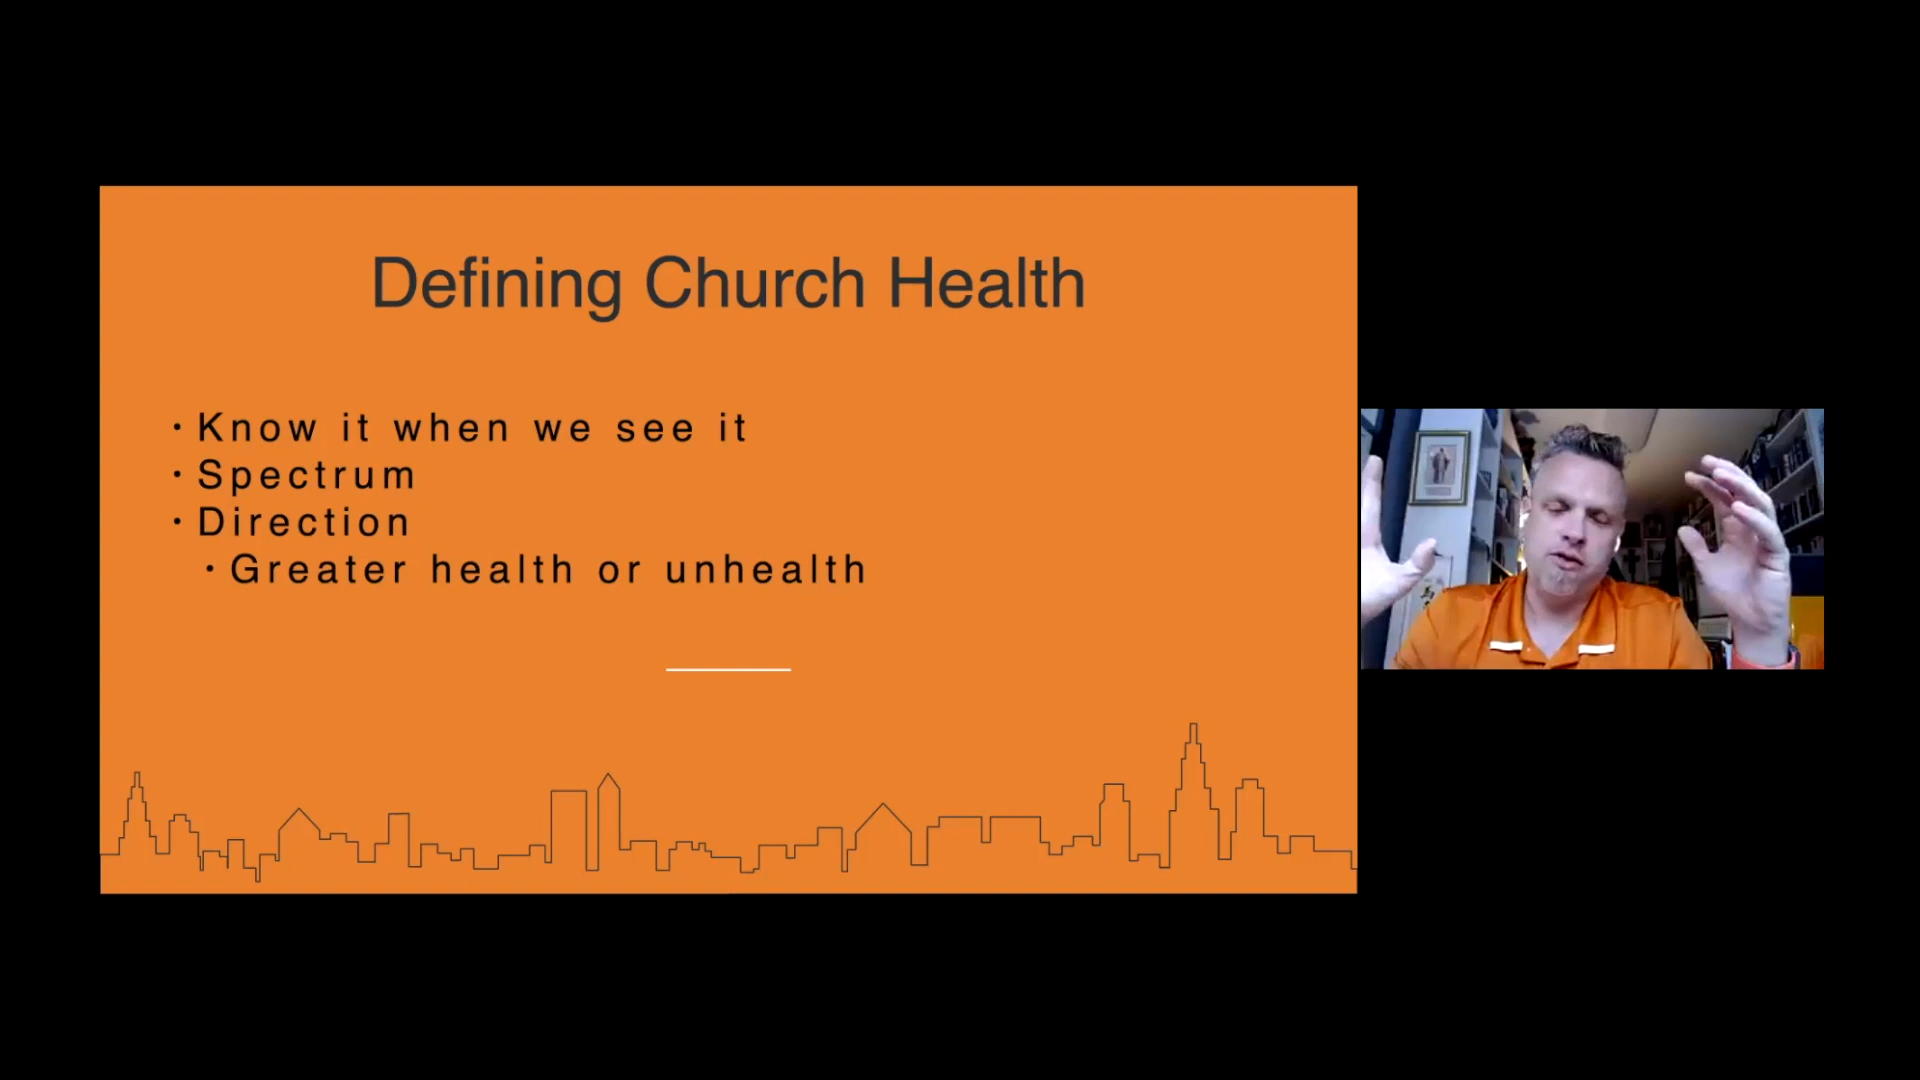 Defining Church Health
• Know it when we see it
• Spectrum
• Direction
• Greater health or unhealth